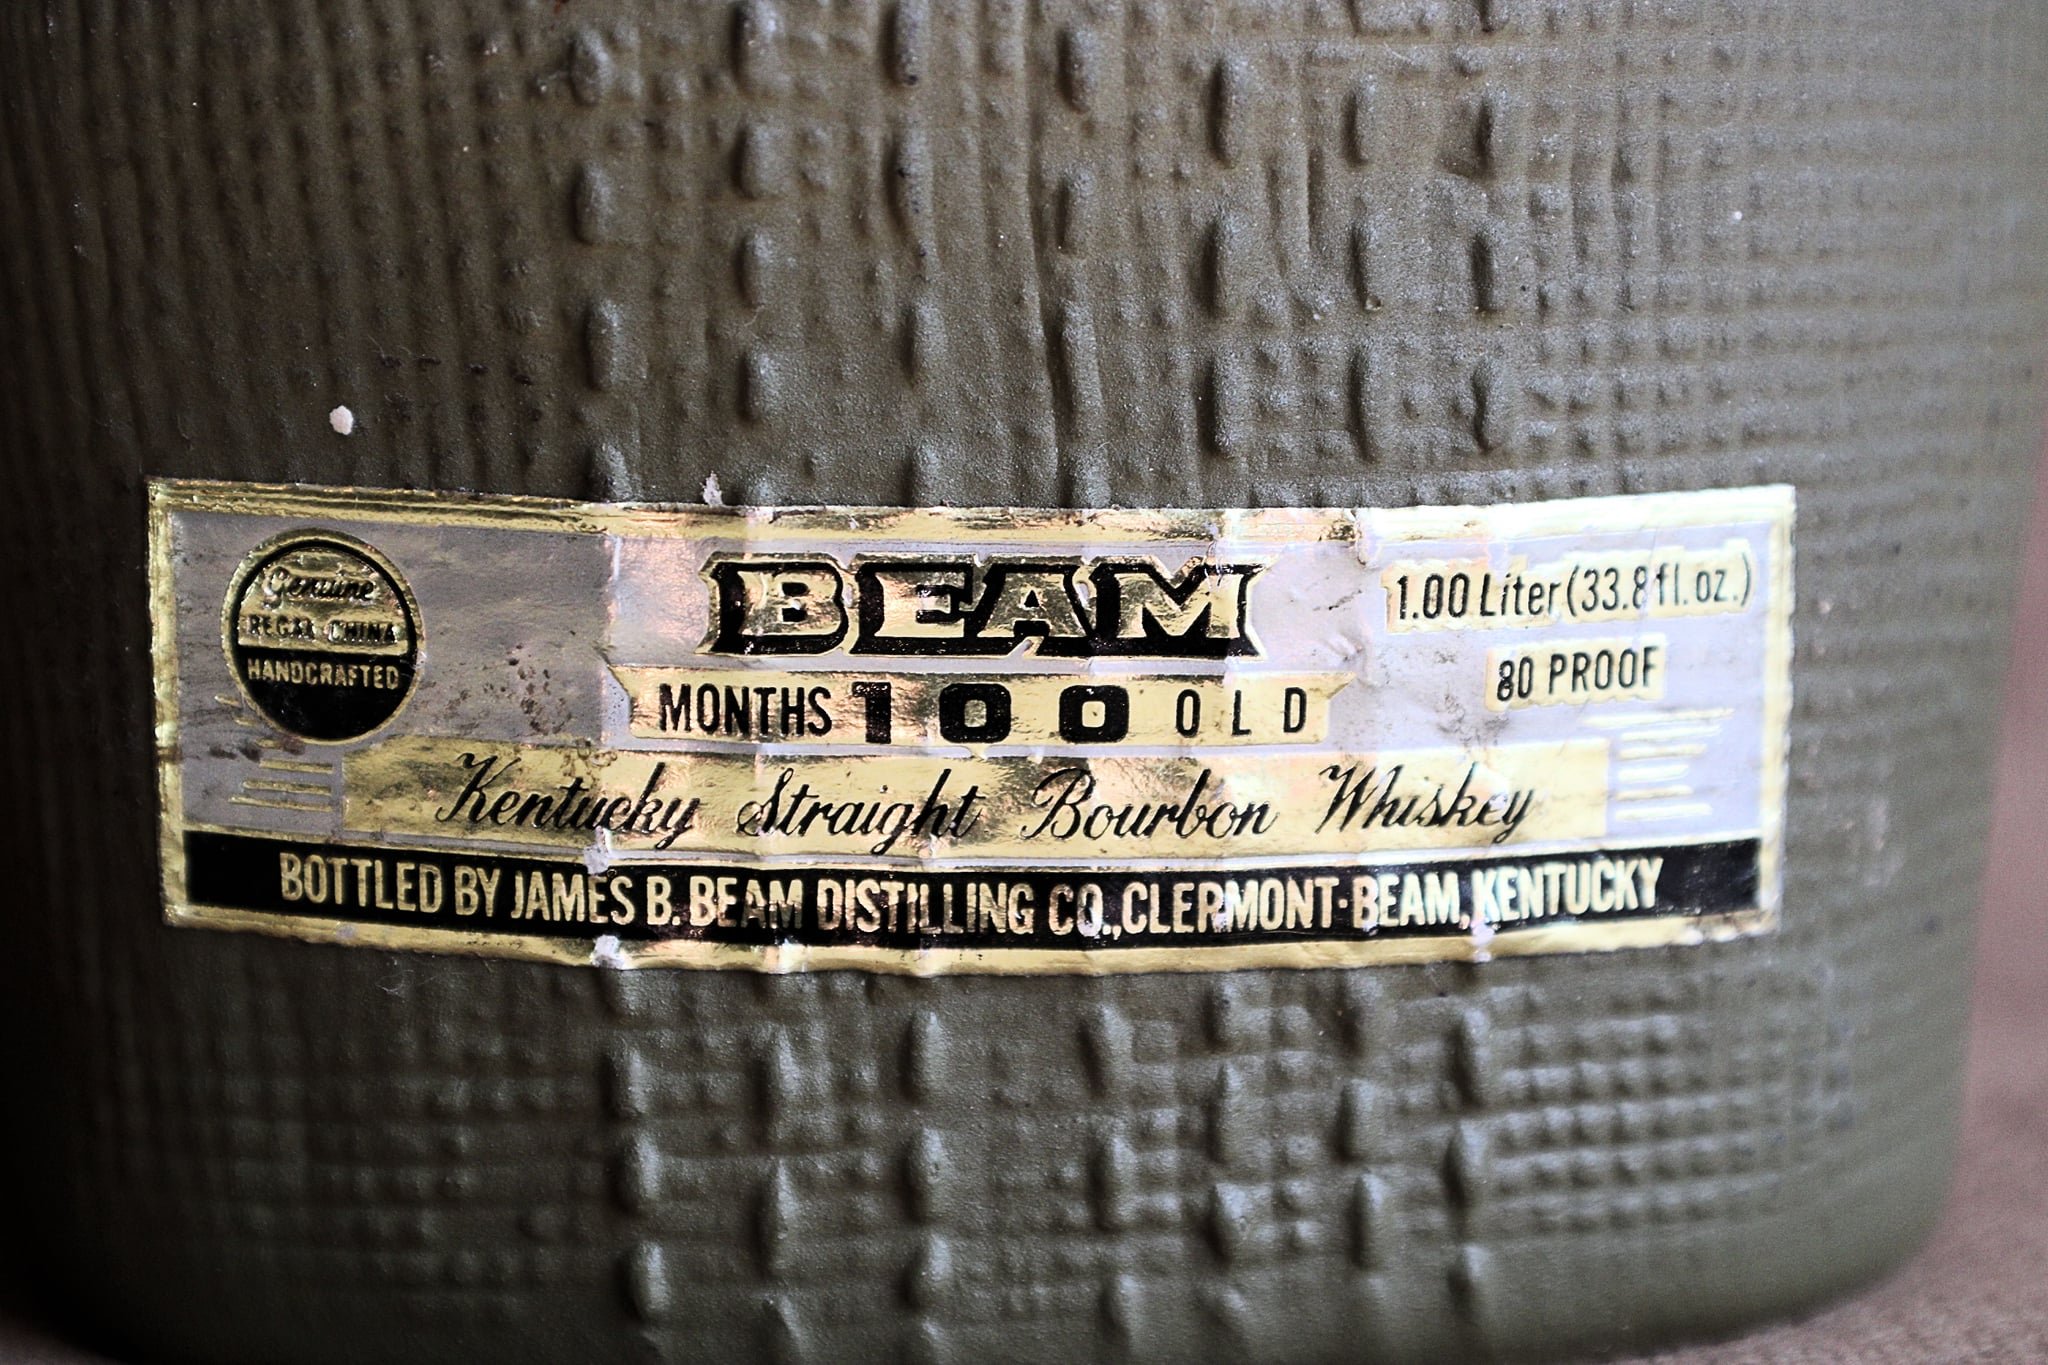 Genuine
REGAL CHINA
HANDCRAFTED
BEAM
MONTHS 100 OLD
1.00 Liter (33.8 fl. oz.)
80 PROOF
Kentucky Straight Bourbon Whiskey
BOTTLED BY JAMES B. BEAM DISTILLING CO., CLERMONT·BEAM, KENTUCKY